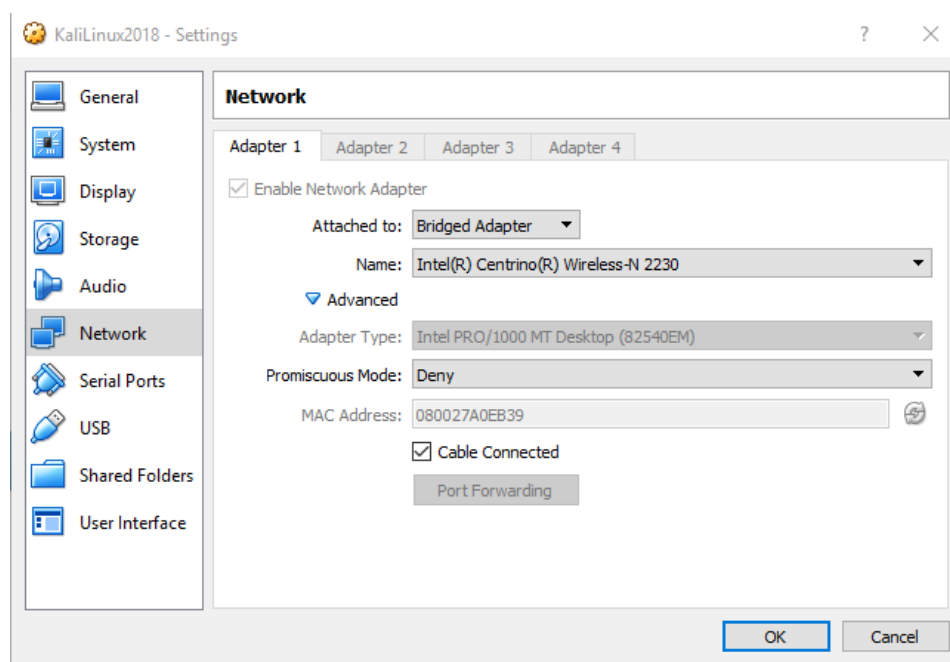 KaliLinux2018 - Settings
General
System
Display
Storage
Audio
Network
Serial Ports
USB
Shared Folders
User Interface
Network
Adapter 1 Adapter 2 Adapter 3 Adapter 4
Enable Network Adapter
Attached to: Bridged Adapter
Name: Intel(R) Centrino(R) Wireless-N 2230
Advanced
Adapter Type: Intel PRO/1000 MT Desktop (82540EM)
Promiscuous Mode: Deny
MAC Address: 080027A0EB39
Cable Connected
Port Forwarding
OK Cancel